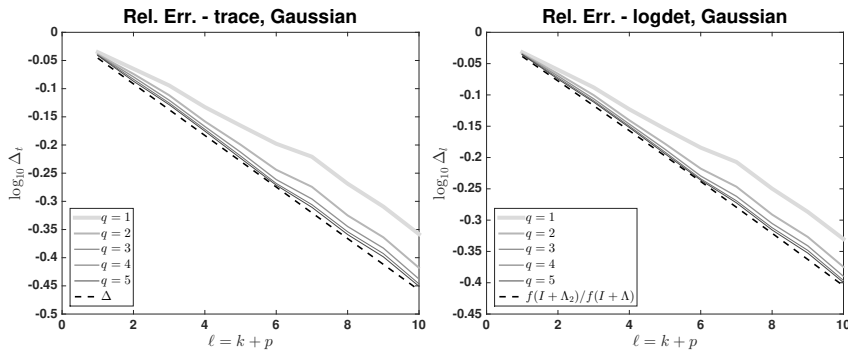 Rel. Err. - trace, Gaussian
0
-0.05
-0.1
-0.15
-0.2
-0.25
-0.3
-0.35
-0.4
-0.45
-0.5
log₁₀ Δₜ
q = 1
q = 2
q = 3
q = 4
q = 5
Δ
0 2 4 6 8 10
ℓ = k + p
Rel. Err. - logdet, Gaussian
0
-0.05
-0.1
-0.15
-0.2
-0.25
-0.3
-0.35
-0.4
-0.45
log₁₀ Δₗ
q = 1
q = 2
q = 3
q = 4
q = 5
f(I + Λ₂)/f(I + Λ)
0 2 4 6 8 10
ℓ = k + p